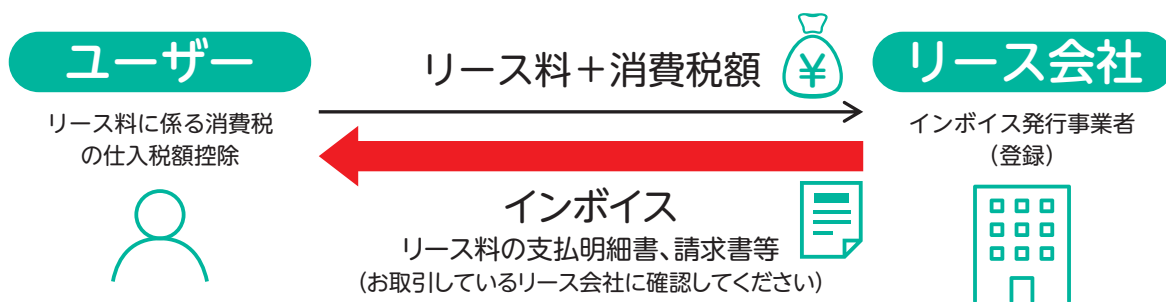 ユーザー
リース料に係る消費税
の仕入税額控除
リース料＋消費税額
¥
インボイス
リース料の支払明細書、請求書等
(お取引しているリース会社に確認してください)
リース会社
インボイス発行事業者
(登録)